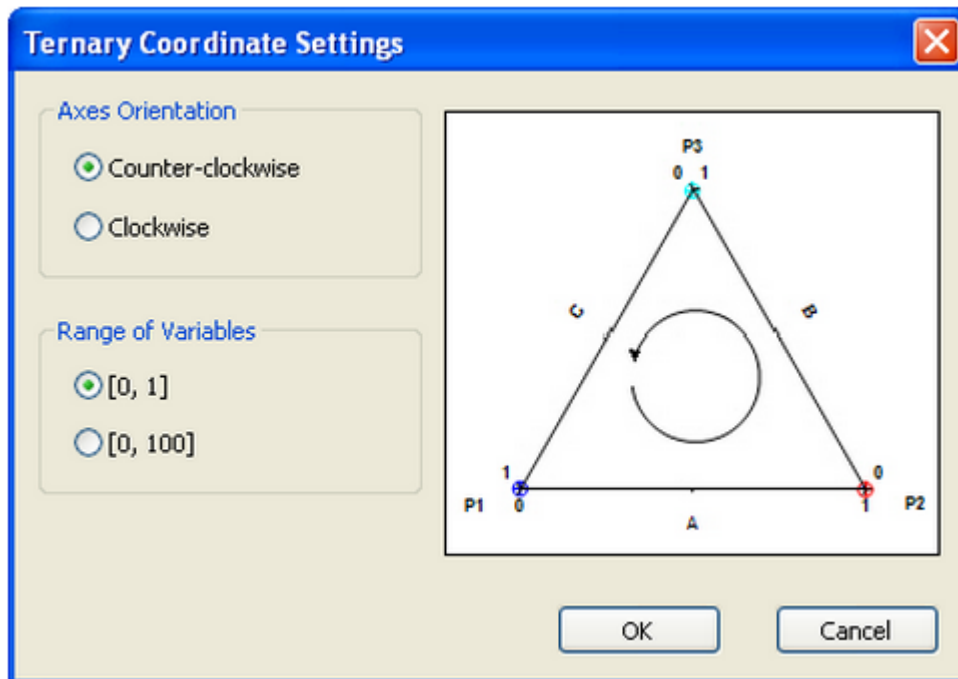 Ternary Coordinate Settings
Axes Orientation
Counter-clockwise
Clockwise
Range of Variables
[0, 1]
[0, 100]
P3
0 1
C
B
1
0
P1
0
1
P2
A
OK
Cancel